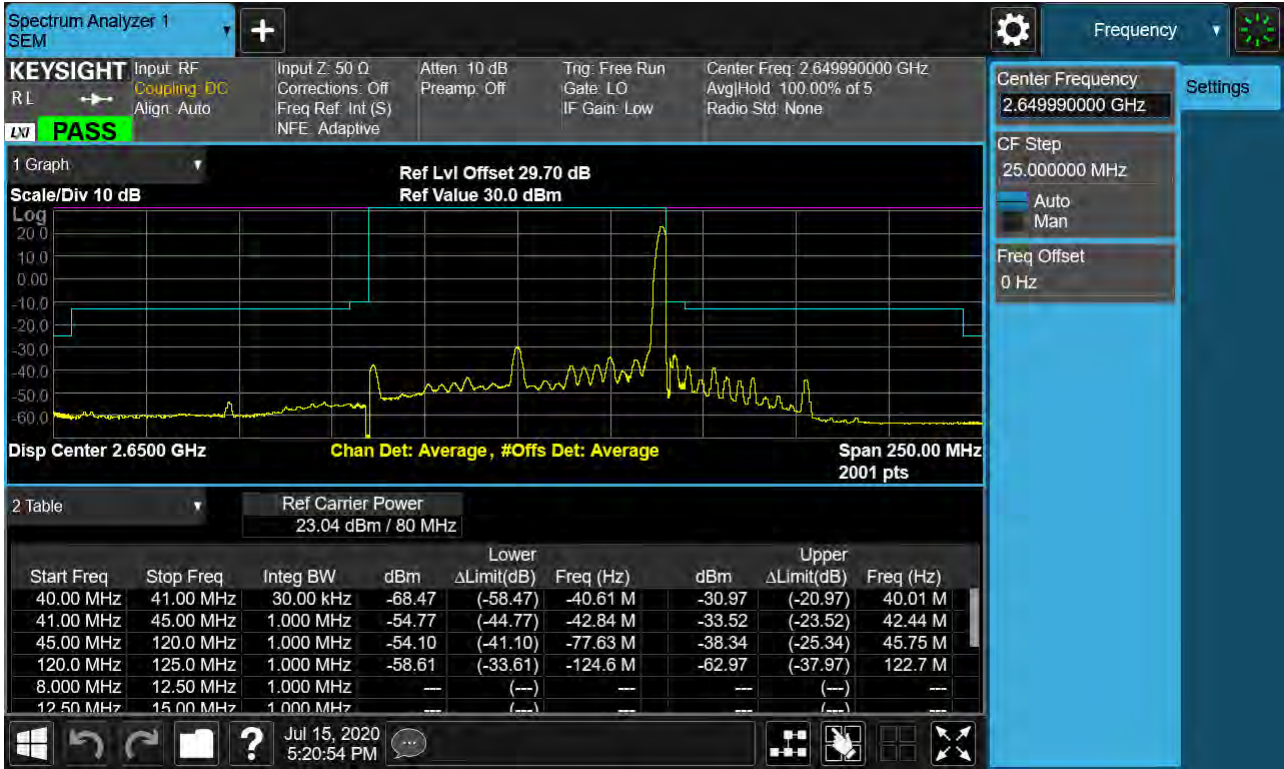 Spectrum Analyzer 1
SEM
Frequency
KEYSIGHT
R L
LXI
PASS
Input: RF
Coupling: DC
Align: Auto
Input Z: 50 Ω
Corrections: Off
Freq Ref: Int (S)
NFE: Adaptive
Atten: 10 dB
Preamp: Off
Trig: Free Run
Gate: LO
IF Gain: Low
Center Freq: 2.649990000 GHz
Avg|Hold: 100.00% of 5
Radio Std: None
Center Frequency
2.649990000 GHz
Settings
CF Step
25.000000 MHz
Auto
Man
Freq Offset
0 Hz
1 Graph
Scale/Div 10 dB
Ref Lvl Offset 29.70 dB
Ref Value 30.0 dBm
Log
20.0
10.0
0.00
-10.0
-20.0
-30.0
-40.0
-50.0
-60.0
Disp Center 2.6500 GHz
Chan Det: Average, #Offs Det: Average
Span 250.00 MHz
2001 pts
2 Table
Ref Carrier Power
23.04 dBm / 80 MHz
Lower Upper
Start Freq Stop Freq Integ BW dBm ΔLimit(dB) Freq (Hz) dBm ΔLimit(dB) Freq (Hz)
40.00 MHz 41.00 MHz 30.00 kHz -68.47 (-58.47) -40.61 M -30.97 (-20.97) 40.01 M
41.00 MHz 45.00 MHz 1.000 MHz -54.77 (-44.77) -42.84 M -33.52 (-23.52) 42.44 M
45.00 MHz 120.0 MHz 1.000 MHz -54.10 (-41.10) -77.63 M -38.34 (-25.34) 45.75 M
120.0 MHz 125.0 MHz 1.000 MHz -58.61 (-33.61) -124.6 M -62.97 (-37.97) 122.7 M
8.000 MHz 12.50 MHz 1.000 MHz --- (---) --- --- (---) ---
12.50 MHz 15.00 MHz 1.000 MHz --- (---) --- --- (---) ---
?
Jul 15, 2020
5:20:54 PM